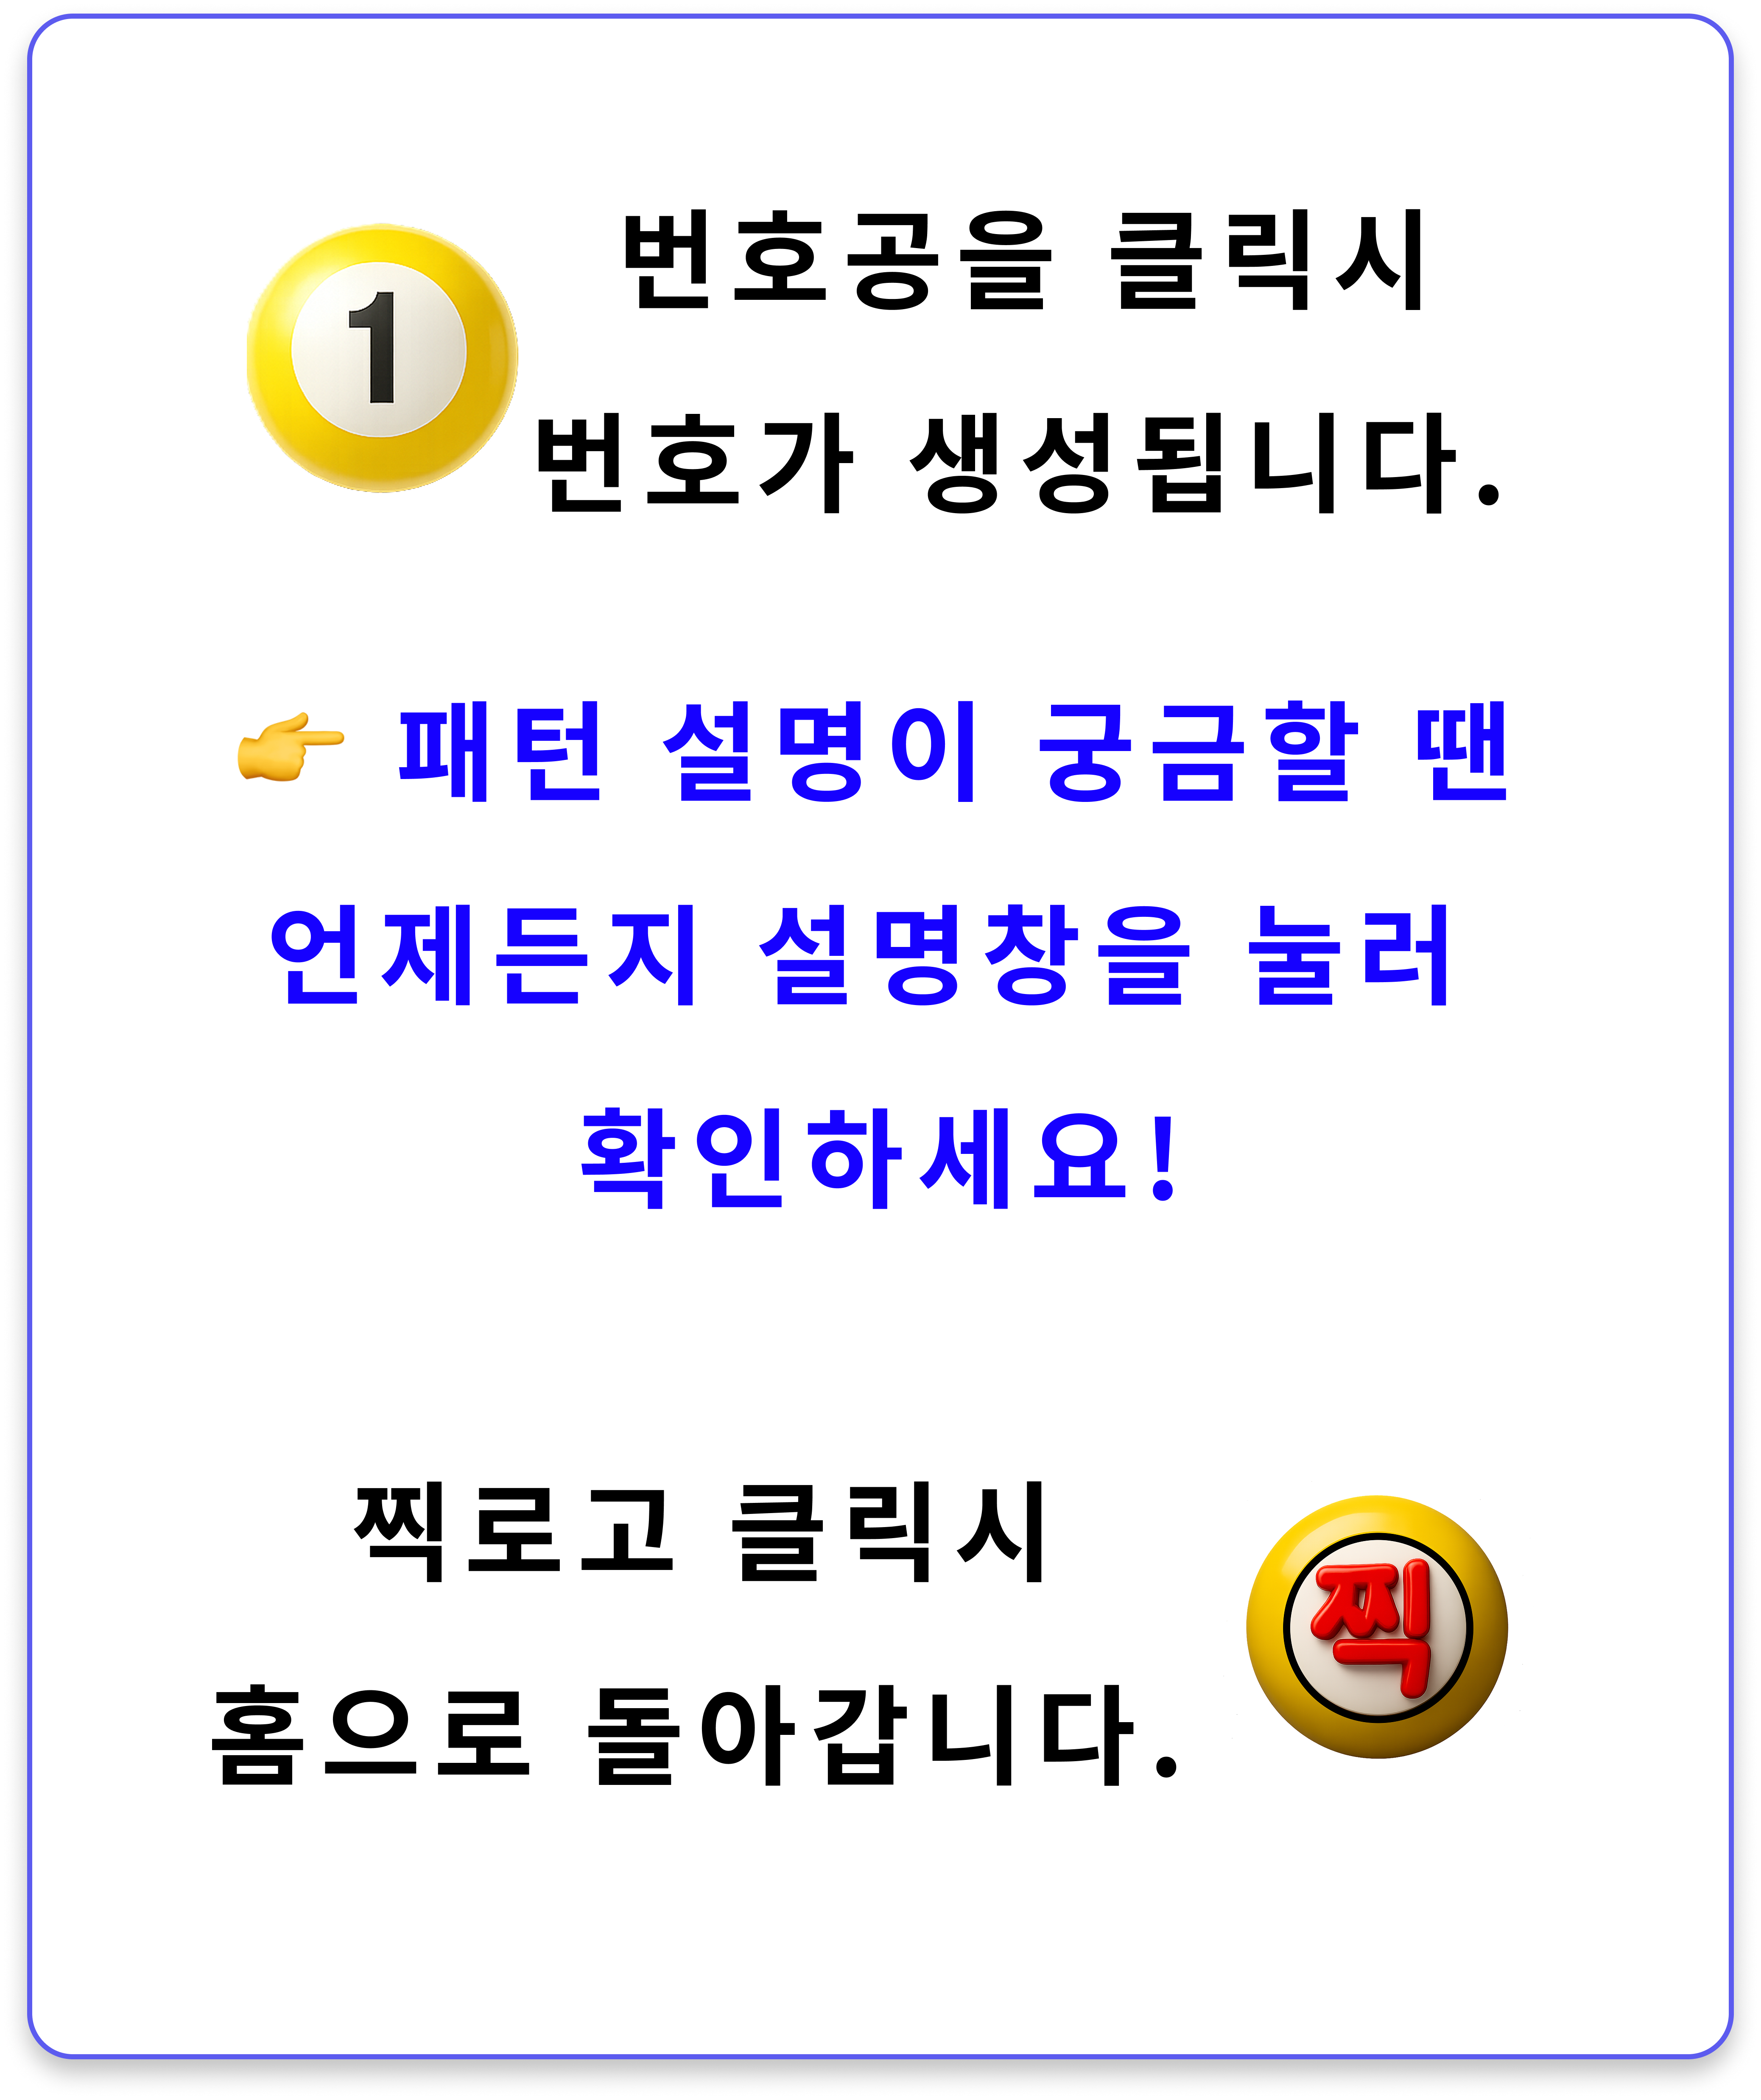 1
번호공을 클릭시
번호가 생성됩니다.
👉 패턴 설명이 궁금할 땐
언제든지 설명창을 눌러
확인하세요!
찍로고 클릭시
홈으로 돌아갑니다.
찍